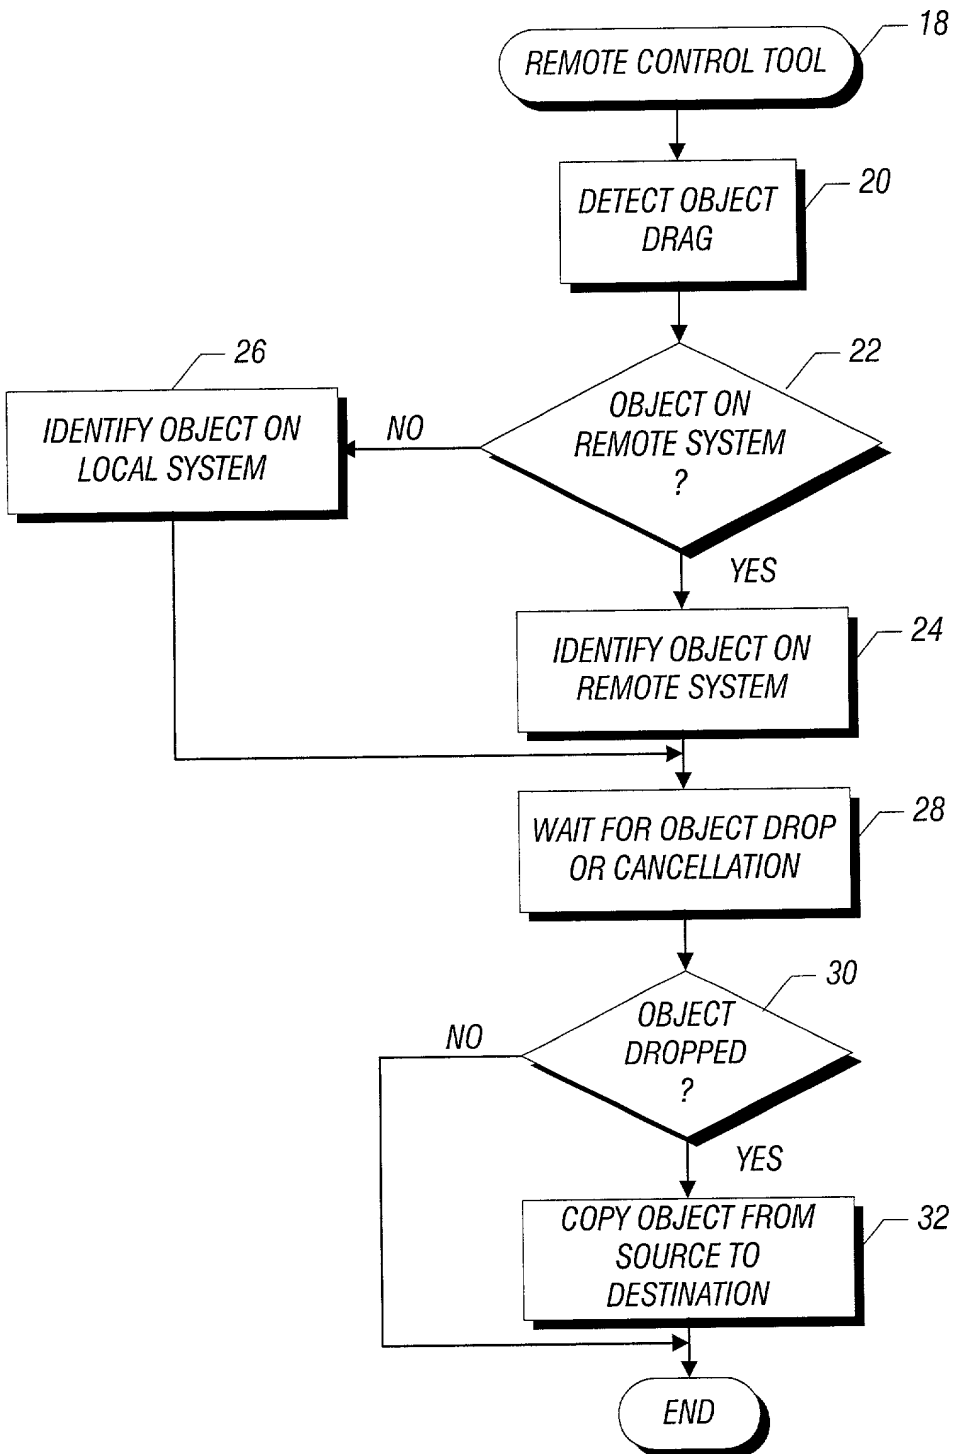 18
REMOTE CONTROL TOOL
20
DETECT OBJECT
DRAG
22
OBJECT ON
REMOTE SYSTEM
?
NO
26
IDENTIFY OBJECT ON
LOCAL SYSTEM
YES
24
IDENTIFY OBJECT ON
REMOTE SYSTEM
28
WAIT FOR OBJECT DROP
OR CANCELLATION
30
OBJECT
DROPPED
?
NO
YES
32
COPY OBJECT FROM
SOURCE TO
DESTINATION
END